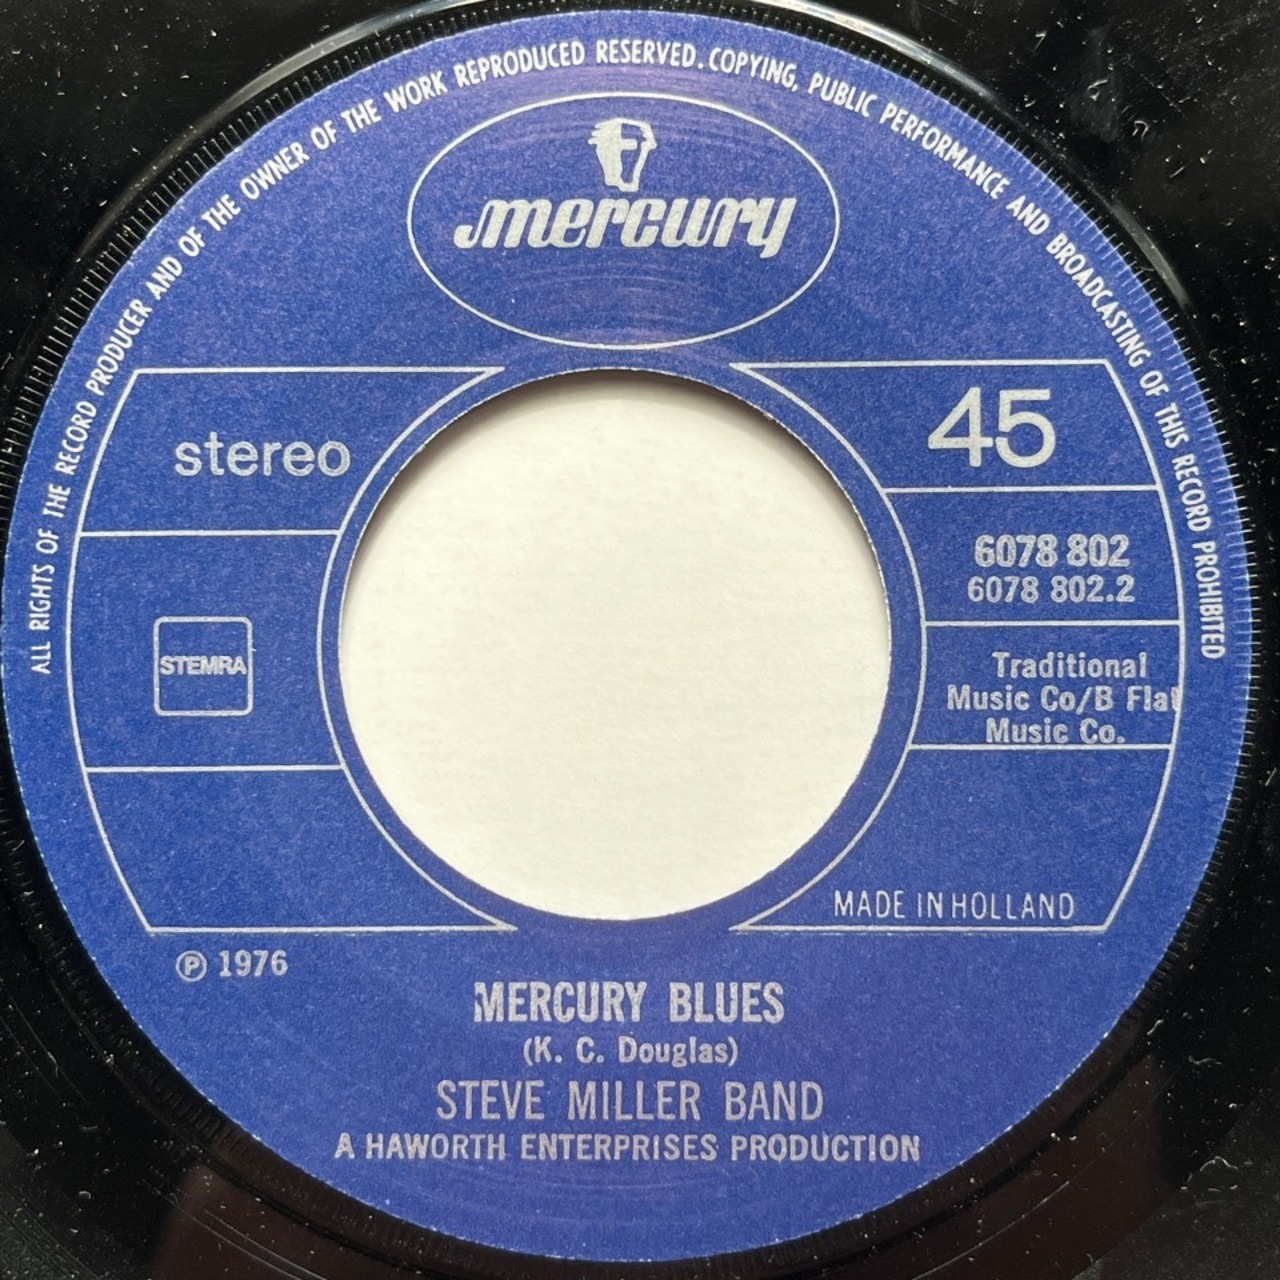 ALL RIGHTS OF THE RECORD PRODUCER AND OF THE OWNER OF THE WORK REPRODUCED RESERVED. COPYING, PUBLIC PERFORMANCE AND BROADCASTING OF THIS RECORD PROHIBITED
mercury
stereo
45
6078 802
6078 802.2
STEMRA
Traditional
Music Co/B Flat
Music Co.
MADE IN HOLLAND
℗ 1976
MERCURY BLUES
(K. C. Douglas)
STEVE MILLER BAND
A HAWORTH ENTERPRISES PRODUCTION